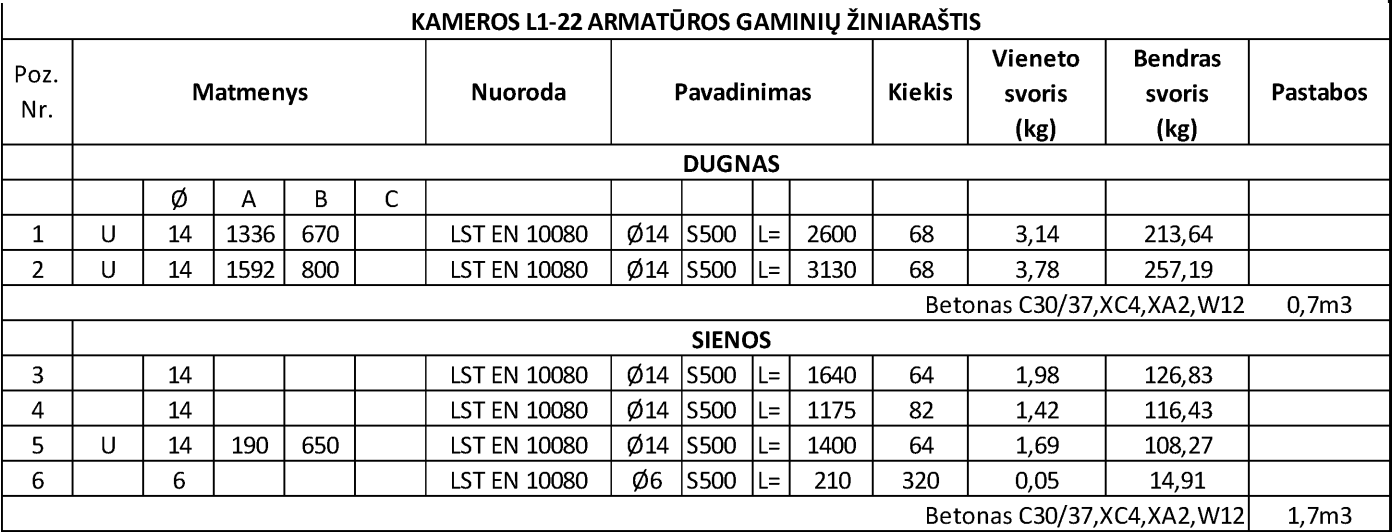 KAMEROS L1-22 ARMATŪROS GAMINIŲ ŽINIARAŠTIS
Poz. Nr. Matmenys Nuoroda Pavadinimas Kiekis Vieneto svoris (kg) Bendras svoris (kg) Pastabos
DUGNAS
Ø A B C
1 U 14 1336 670 LST EN 10080 Ø14 S500 L= 2600 68 3,14 213,64
2 U 14 1592 800 LST EN 10080 Ø14 S500 L= 3130 68 3,78 257,19
Betonas C30/37,XC4,XA2,W12 0,7m3
SIENOS
3 14 LST EN 10080 Ø14 S500 L= 1640 64 1,98 126,83
4 14 LST EN 10080 Ø14 S500 L= 1175 82 1,42 116,43
5 U 14 190 650 LST EN 10080 Ø14 S500 L= 1400 64 1,69 108,27
6 6 LST EN 10080 Ø6 S500 L= 210 320 0,05 14,91
Betonas C30/37,XC4,XA2,W12 1,7m3